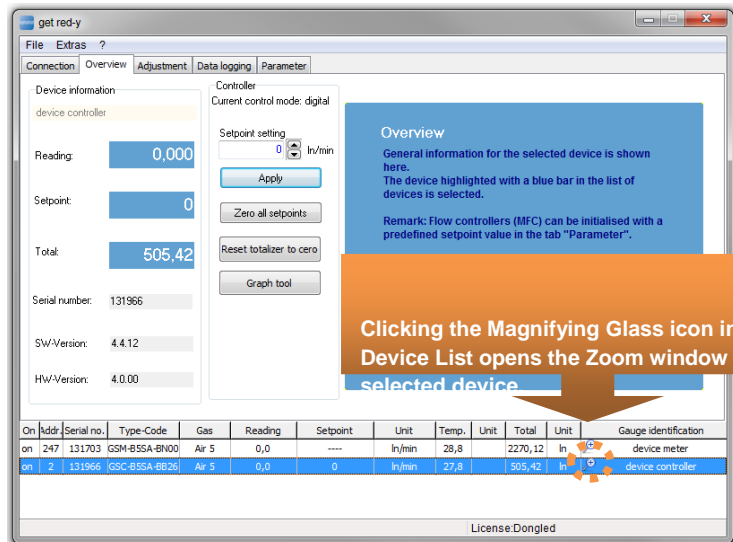 get red-y
File Extras ?
Connection Overview Adjustment Data logging Parameter
Device information
device controller
Reading: 0,000
Setpoint: 0
Total: 505,42
Serial number: 131966
SW-Version: 4.4.12
HW-Version: 4.0.00
Controller
Current control mode: digital
Setpoint setting
0 ln/min
Apply
Zero all setpoints
Reset totalizer to cero
Graph tool
Overview
General information for the selected device is shown
here.
The device highlighted with a blue bar in the list of
devices is selected.
Remark: Flow controllers (MFC) can be initialised with a
predefined setpoint value in the tab "Parameter".
Clicking the Magnifying Glass icon in
Device List opens the Zoom window
selected device.
On Addr. Serial no. Type-Code Gas Reading Setpoint Unit Temp. Unit Total Unit Gauge identification
on 247 131703 GSM-B5SA-BN00 Air 5 0,0 ---- ln/min 28,8 2270,12 ln device meter
on 2 131966 GSC-B5SA-BB26 Air 5 0,0 0 ln/min 27,8 505,42 ln device controller
License:Dongled